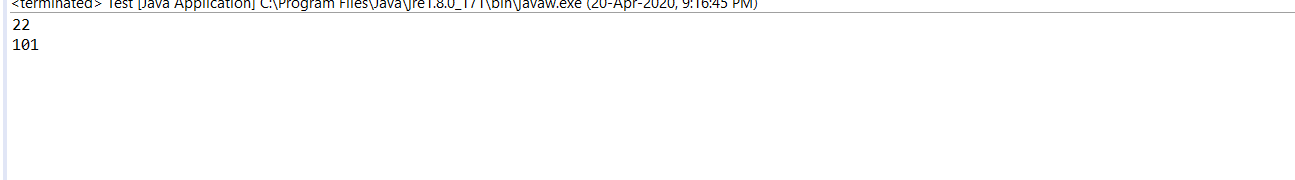 <terminated> Test [Java Application] C:\Program Files\Java\jre1.8.0_171\bin\javaw.exe (20-Apr-2020, 9:16:45 PM)
22
101